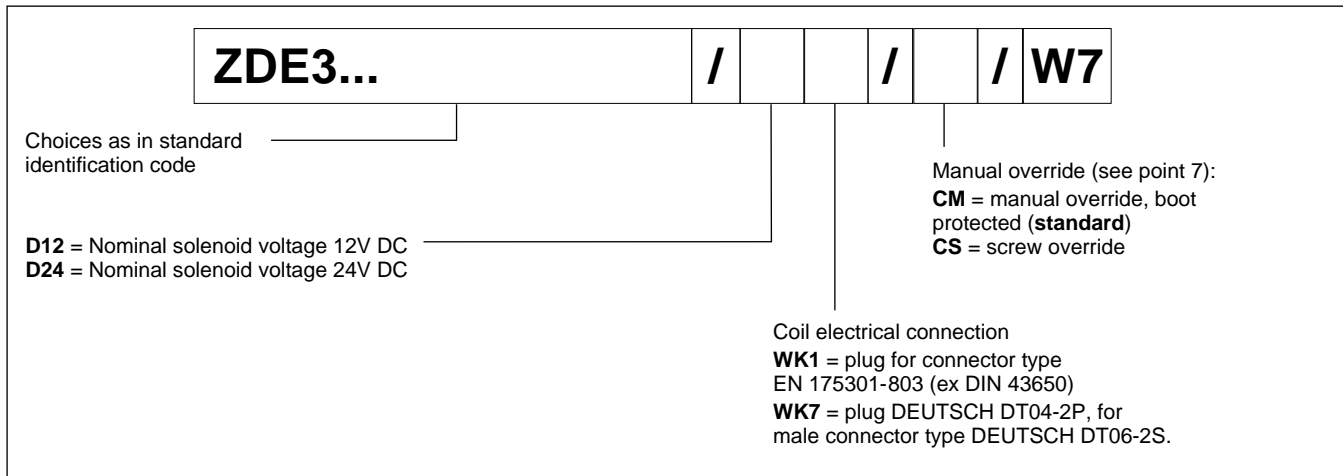 ZDE3... / / / W7
Choices as in standard
identification code
D12 = Nominal solenoid voltage 12V DC
D24 = Nominal solenoid voltage 24V DC
Manual override (see point 7):
CM = manual override, boot
protected (standard)
CS = screw override
Coil electrical connection
WK1 = plug for connector type
EN 175301-803 (ex DIN 43650)
WK7 = plug DEUTSCH DT04-2P, for
male connector type DEUTSCH DT06-2S.